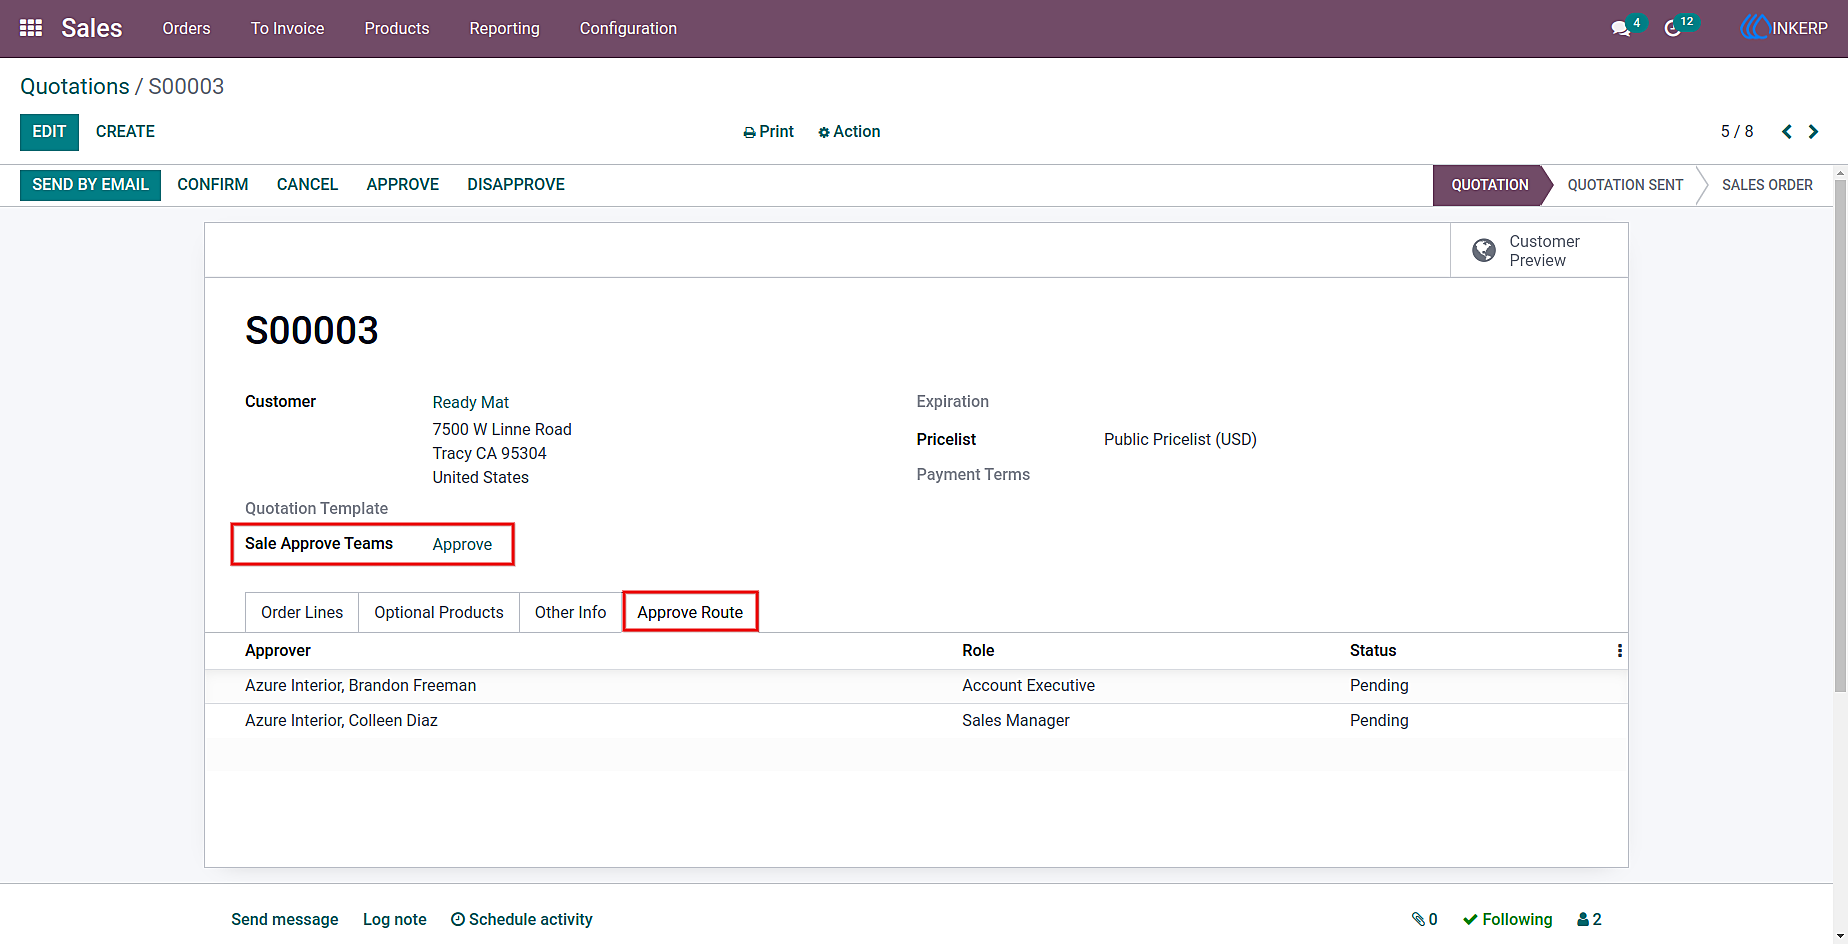 Sales Orders To Invoice Products Reporting Configuration 4 12 INKERP
Quotations / S00003
EDIT CREATE Print Action 5 / 8
SEND BY EMAIL CONFIRM CANCEL APPROVE DISAPPROVE QUOTATION QUOTATION SENT SALES ORDER
Customer
Preview
S00003
Customer Ready Mat Expiration
7500 W Linne Road Pricelist Public Pricelist (USD)
Tracy CA 95304
United States Payment Terms
Quotation Template
Sale Approve Teams Approve
Order Lines Optional Products Other Info Approve Route
Approver Role Status
Azure Interior, Brandon Freeman Account Executive Pending
Azure Interior, Colleen Diaz Sales Manager Pending
Send message Log note Schedule activity 0 Following 2